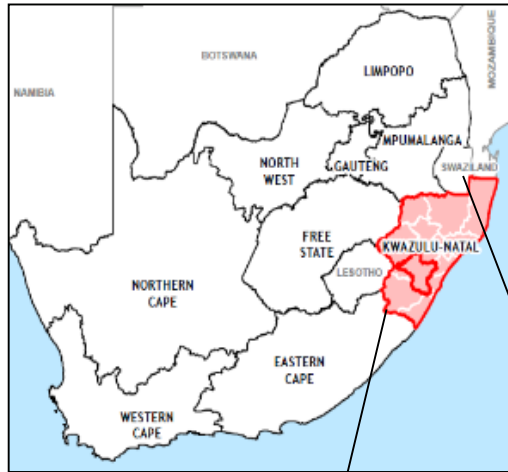 BOTSWANA
MOZAMBIQUE
LIMPOPO
NAMIBIA
MPUMALANGA
NORTH
WEST
GAUTENG
SWAZILAND
FREE
STATE
KWAZULU-NATAL
LESOTHO
NORTHERN
CAPE
EASTERN
CAPE
WESTERN
CAPE